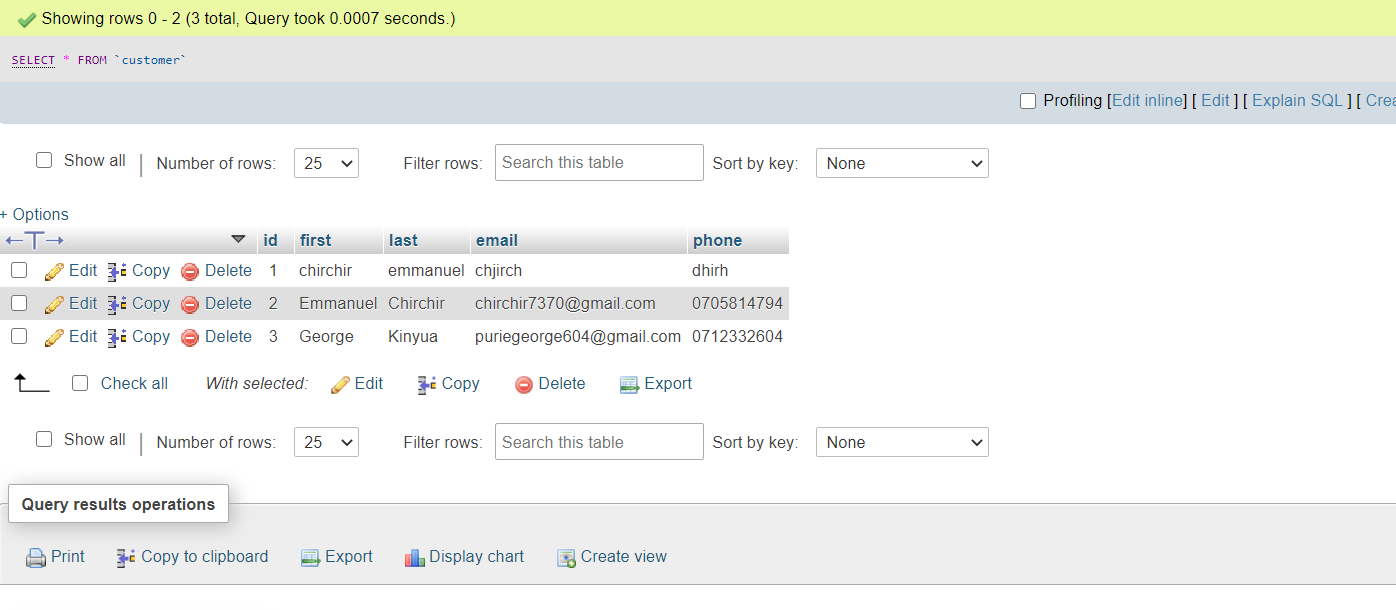 Showing rows 0 - 2 (3 total, Query took 0.0007 seconds.)
SELECT * FROM `customer`
Profiling [Edit inline] [ Edit ] [ Explain SQL ] [ Crea
Show all | Number of rows: 25 Filter rows: Search this table Sort by key: None
+ Options
←T→ id first last email phone
Edit Copy Delete 1 chirchir emmanuel chjirch dhirh
Edit Copy Delete 2 Emmanuel Chirchir chirchir7370@gmail.com 0705814794
Edit Copy Delete 3 George Kinyua puriegeorge604@gmail.com 0712332604
Check all With selected: Edit Copy Delete Export
Show all | Number of rows: 25 Filter rows: Search this table Sort by key: None
Query results operations
Print Copy to clipboard Export Display chart Create view